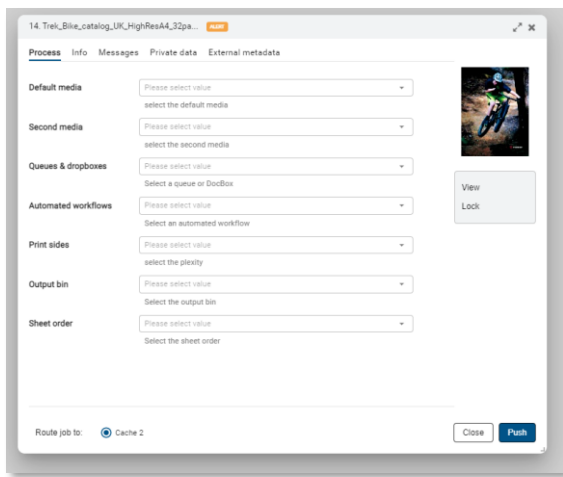 14. Trek_Bike_catalog_UK_HighResA4_32pa... ALERT
Process Info Messages Private data External metadata
Default media Please select value
select the default media
Second media Please select value
select the second media
Queues & dropboxes Please select value
Select a queue or DocBox
Automated workflows Please select value
Select an automated workflow
Print sides Please select value
select the plexity
Output bin Please select value
Select the output bin
Sheet order Please select value
Select the sheet order
View
Lock
Route job to: Cache 2
Close Push